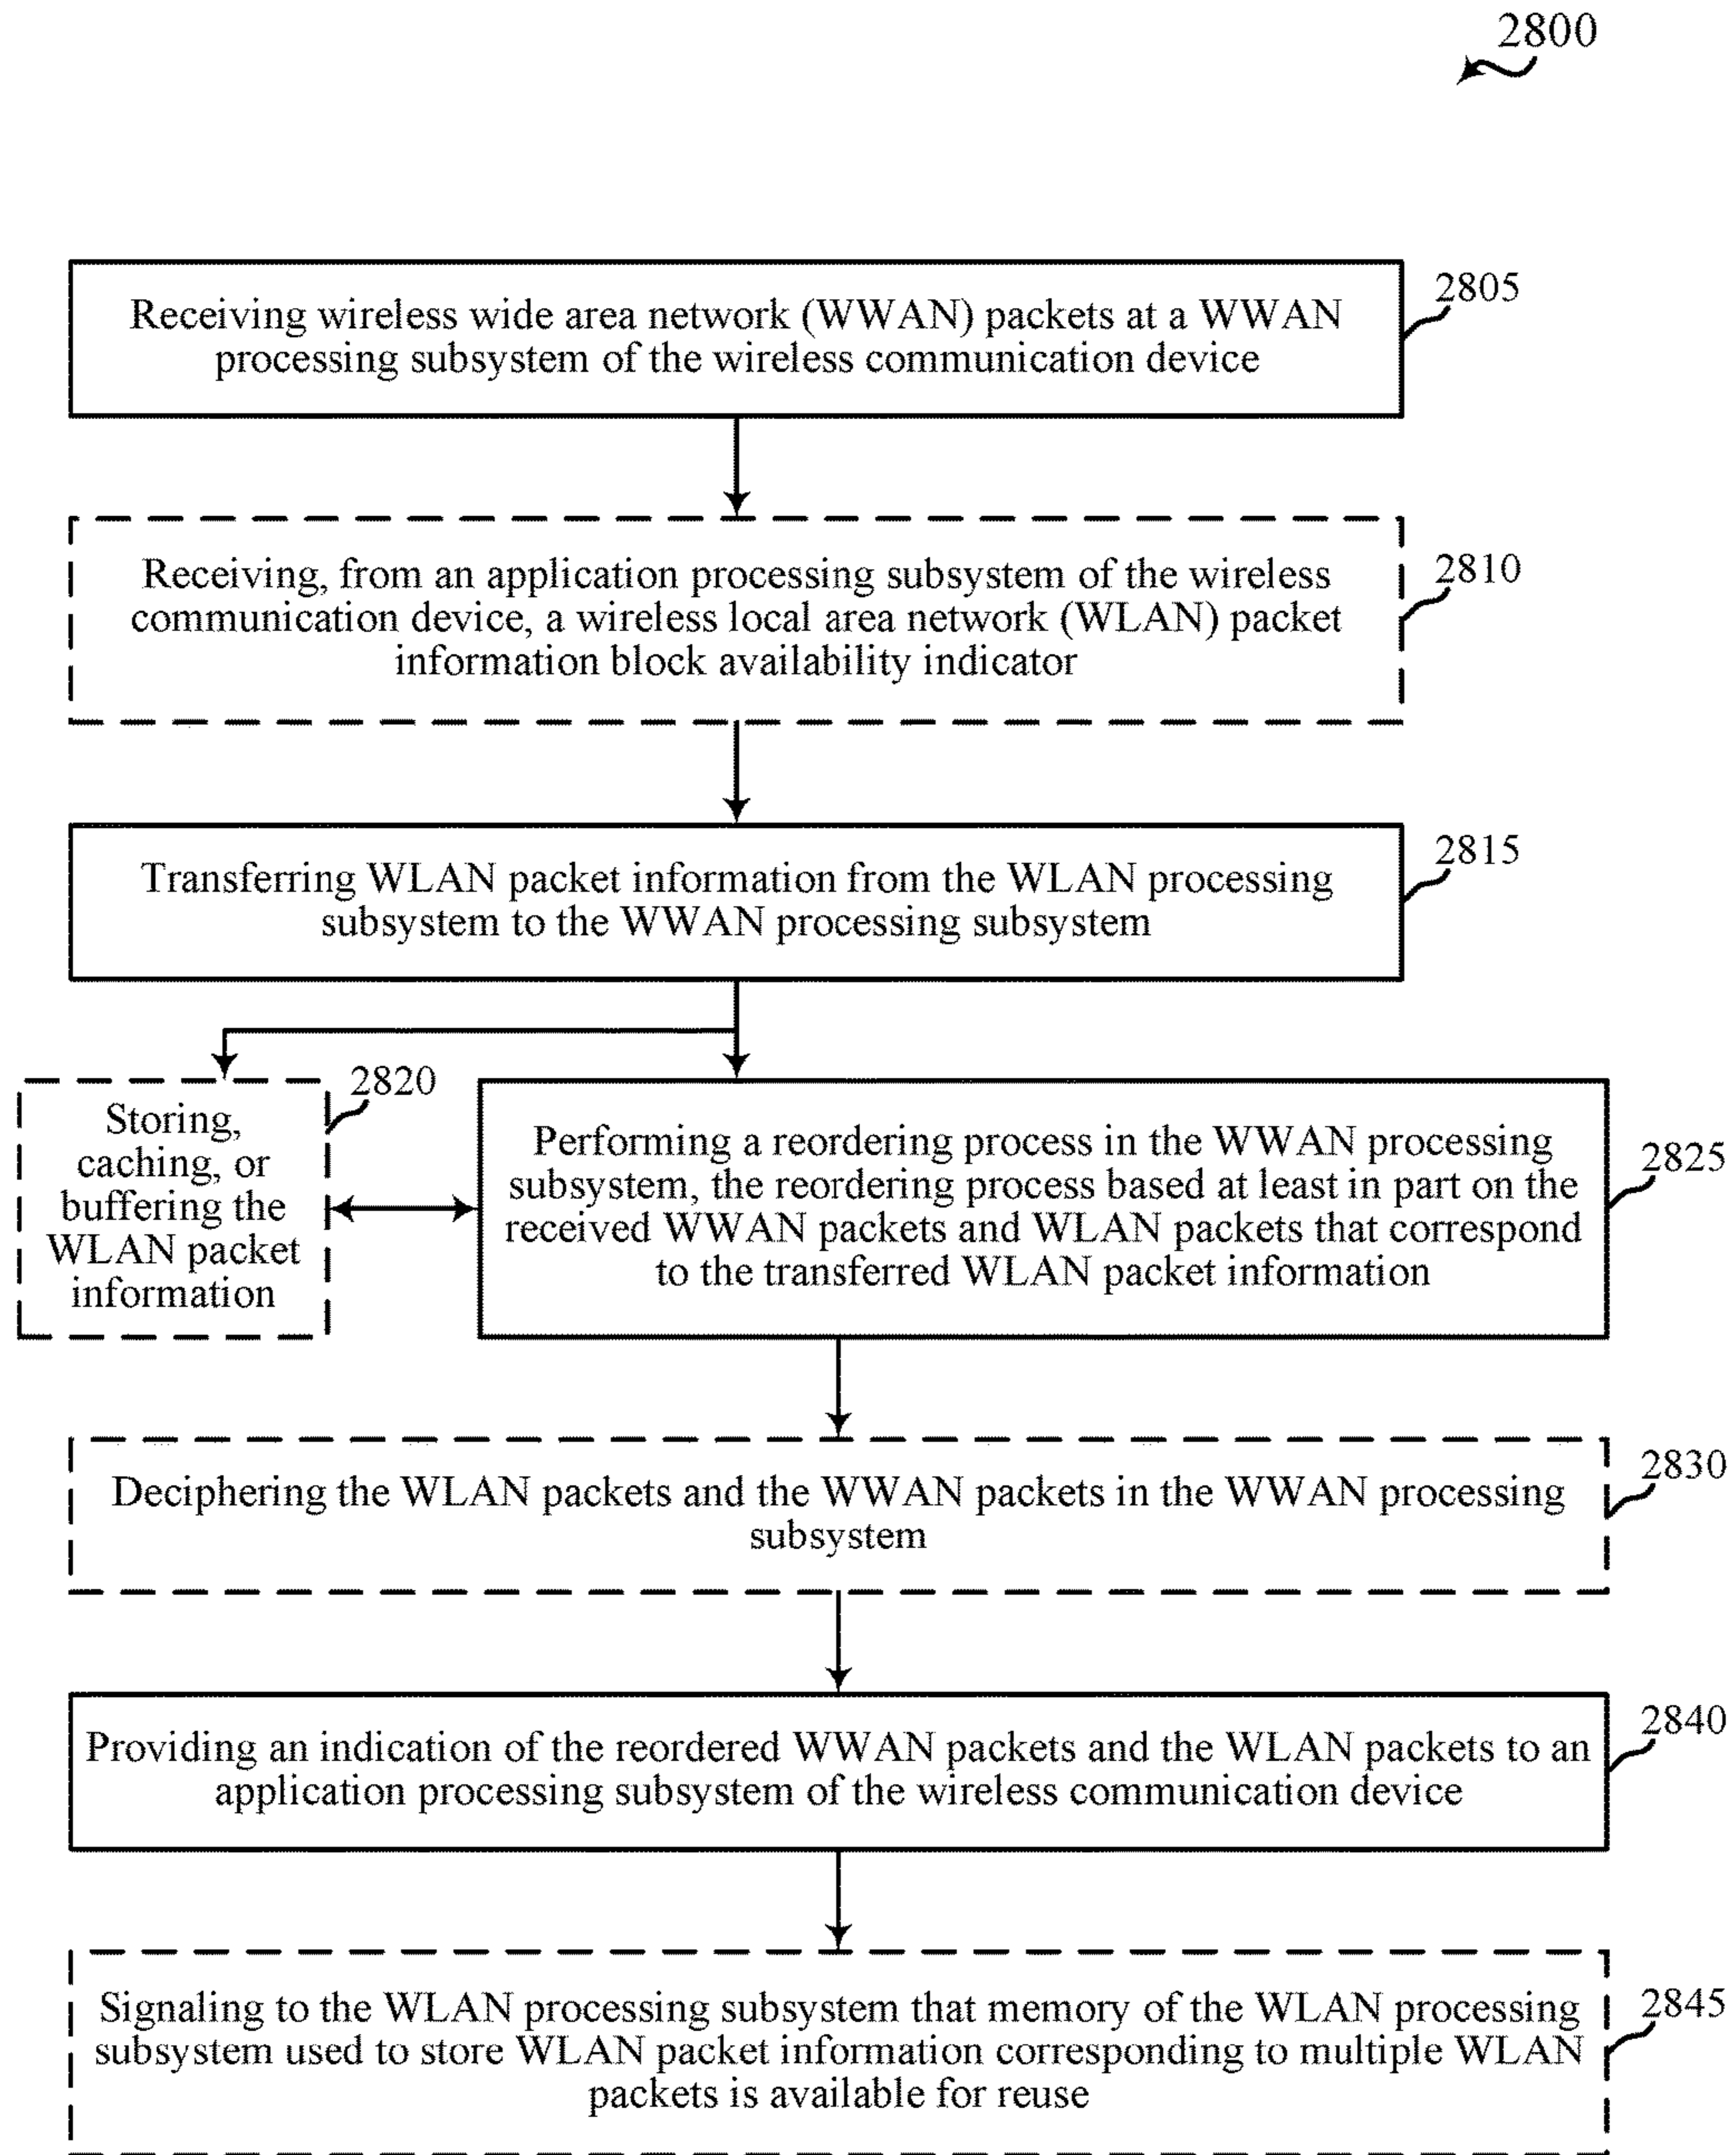 2800
Receiving wireless wide area network (WWAN) packets at a WWAN
processing subsystem of the wireless communication device
2805
Receiving, from an application processing subsystem of the wireless
communication device, a wireless local area network (WLAN) packet
information block availability indicator
2810
Transferring WLAN packet information from the WLAN processing
subsystem to the WWAN processing subsystem
2815
Storing,
caching, or
buffering the
WLAN packet
information
2820
Performing a reordering process in the WWAN processing
subsystem, the reordering process based at least in part on the
received WWAN packets and WLAN packets that correspond
to the transferred WLAN packet information
2825
Deciphering the WLAN packets and the WWAN packets in the WWAN processing
subsystem
2830
Providing an indication of the reordered WWAN packets and the WLAN packets to an
application processing subsystem of the wireless communication device
2840
Signaling to the WLAN processing subsystem that memory of the WLAN processing
subsystem used to store WLAN packet information corresponding to multiple WLAN
packets is available for reuse
2845